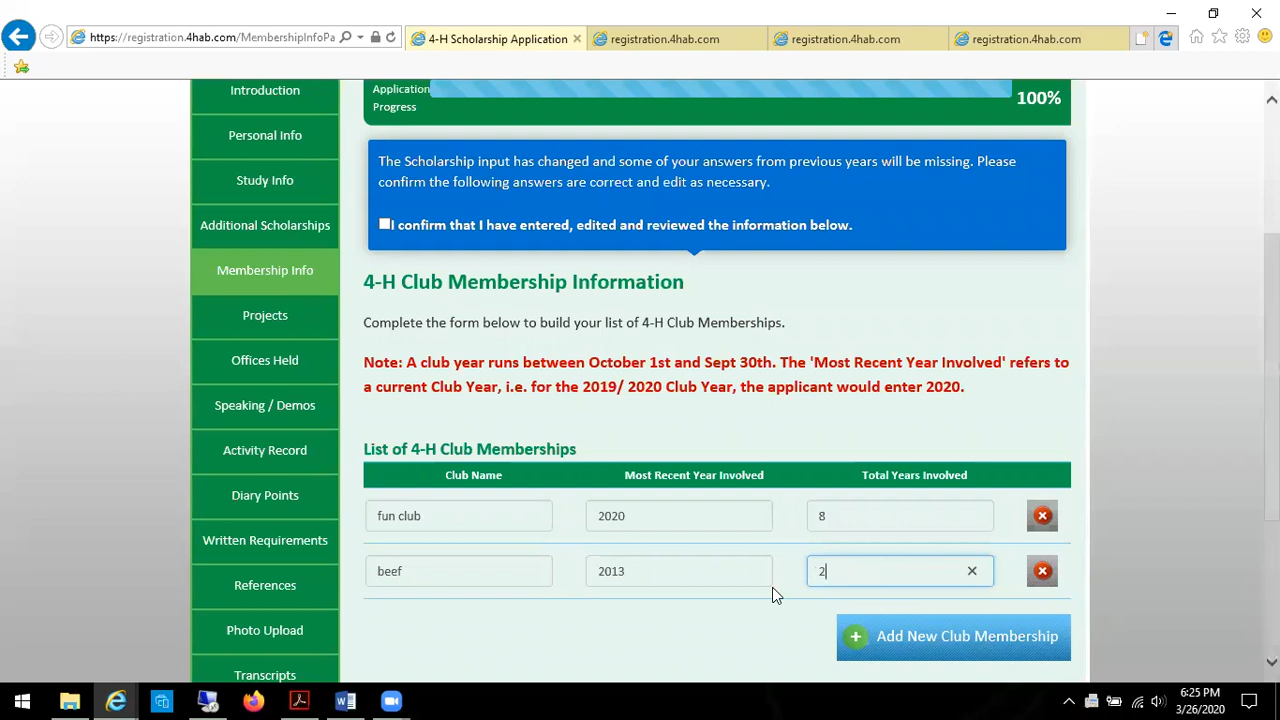 https://registration.4hab.com/MembershipInfoPa
4-H Scholarship Application
registration.4hab.com
registration.4hab.com
registration.4hab.com
Introduction
Personal Info
Study Info
Additional Scholarships
Membership Info
Projects
Offices Held
Speaking / Demos
Activity Record
Diary Points
Written Requirements
References
Photo Upload
Transcripts
Application
Progress
100%
The Scholarship input has changed and some of your answers from previous years will be missing. Please
confirm the following answers are correct and edit as necessary.
I confirm that I have entered, edited and reviewed the information below.
4-H Club Membership Information
Complete the form below to build your list of 4-H Club Memberships.
Note: A club year runs between October 1st and Sept 30th. The 'Most Recent Year Involved' refers to
a current Club Year, i.e. for the 2019/ 2020 Club Year, the applicant would enter 2020.
List of 4-H Club Memberships
Club Name Most Recent Year Involved Total Years Involved
fun club 2020 8
beef 2013 2
Add New Club Membership
6:25 PM
3/26/2020